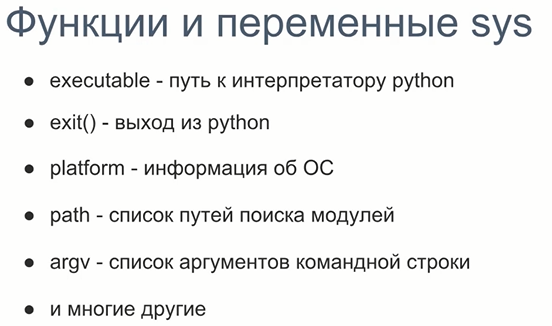 Функции и переменные sys
● executable - путь к интерпретатору python
● exit() - выход из python
● platform - информация об ОС
● path - список путей поиска модулей
● argv - список аргументов командной строки
● и многие другие